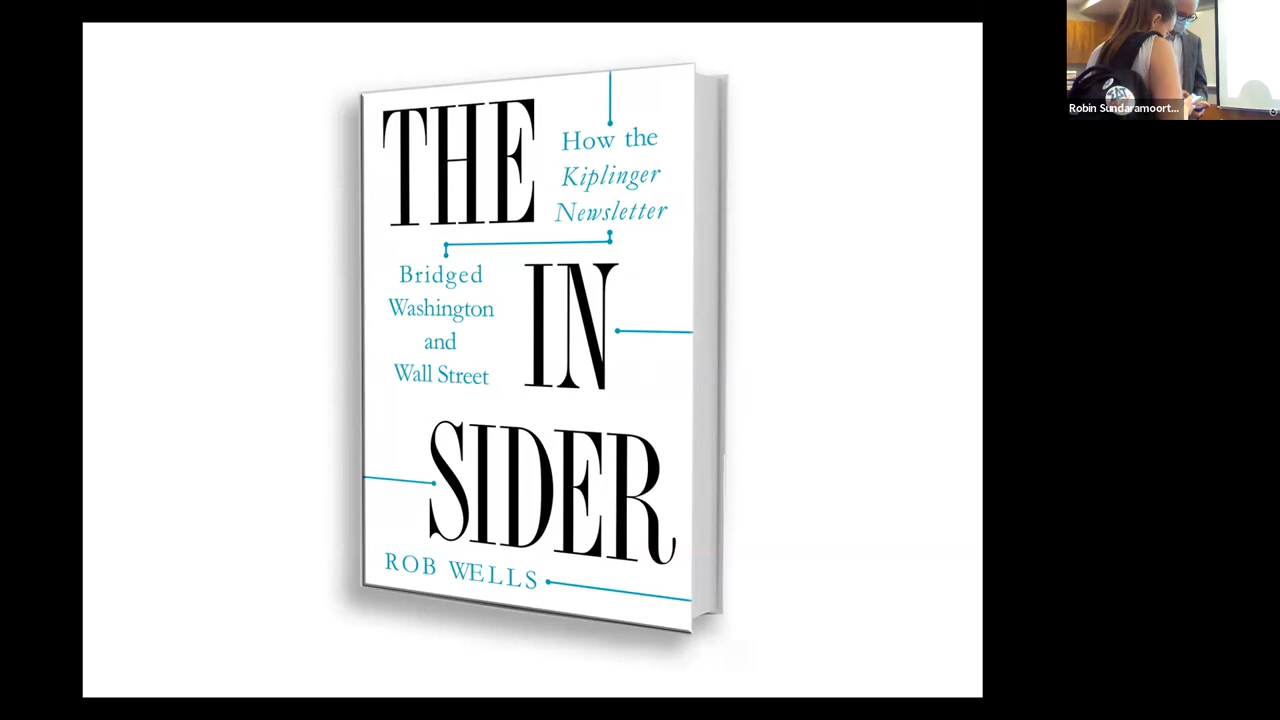 THE
How the
Kiplinger
Newsletter
Bridged
Washington
and
Wall Street
IN
SIDER
ROB WELLS
Robin Sundaramoort...